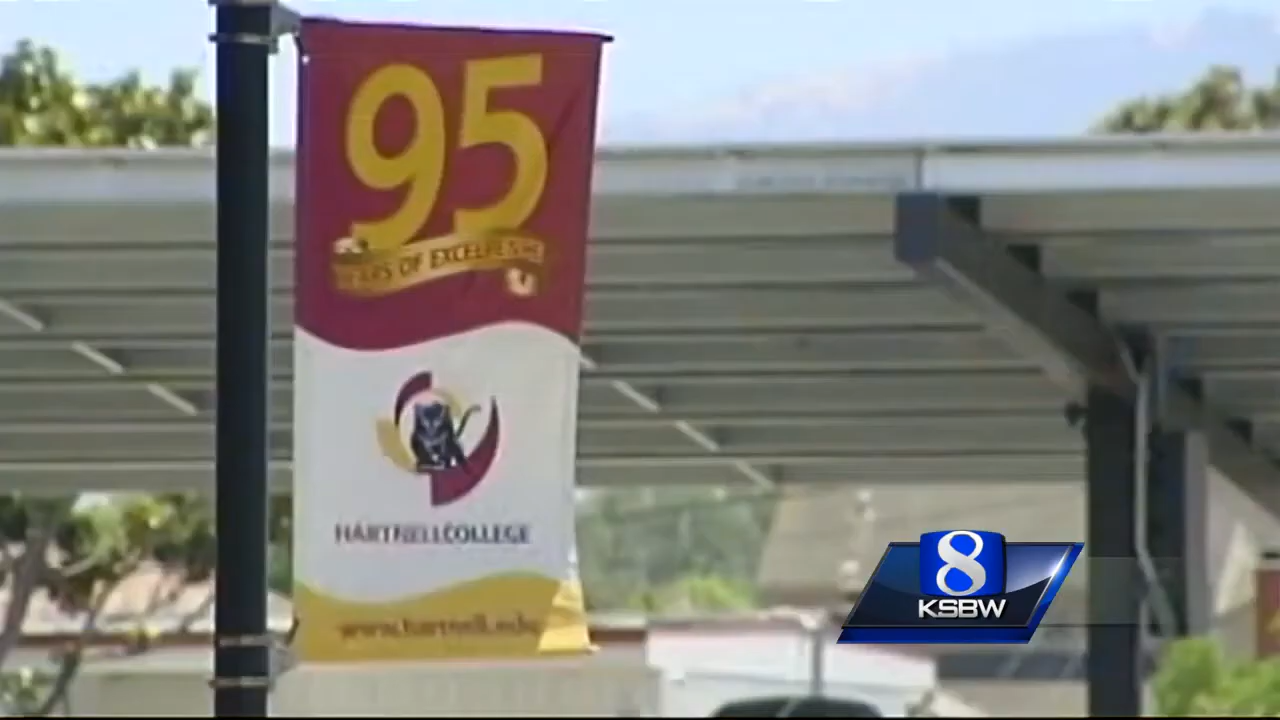 95
YEARS OF EXCELLENCE
HARTNELLCOLLEGE
www.hartnell.edu
8
KSBW